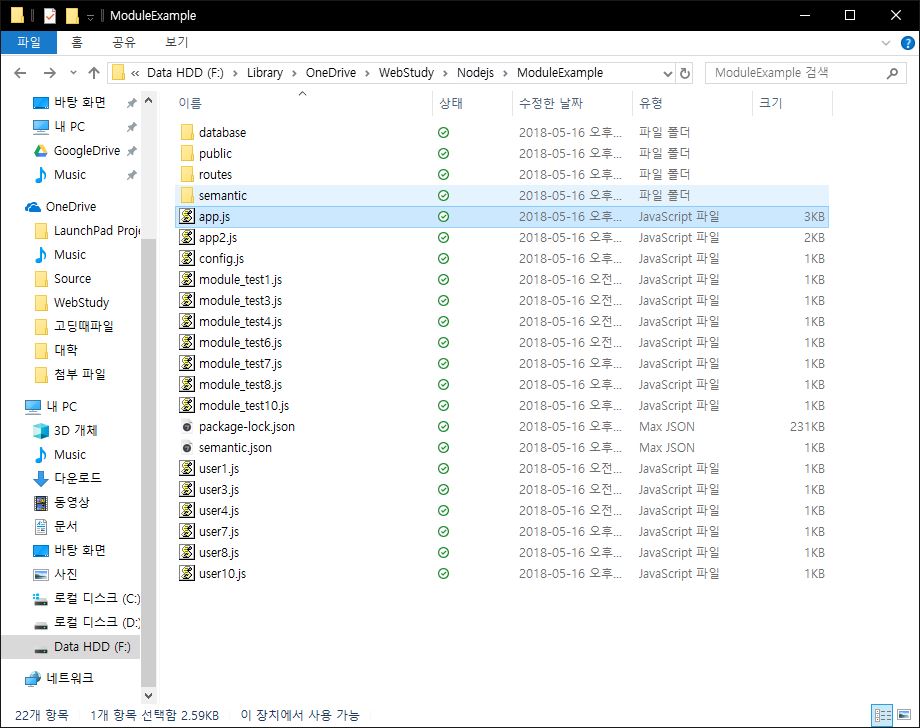 ModuleExample
파일 홈 공유 보기
« Data HDD (F:) > Library > OneDrive > WebStudy > Nodejs > ModuleExample
ModuleExample 검색
바탕 화면
내 PC
GoogleDrive
Music
OneDrive
LaunchPad Proje
Music
Source
WebStudy
고딩때파일
대학
첨부 파일
내 PC
3D 개체
Music
다운로드
동영상
문서
바탕 화면
사진
로컬 디스크 (C:)
로컬 디스크 (D:)
Data HDD (F:)
네트워크
이름 상태 수정한 날짜 유형 크기
database 2018-05-16 오후... 파일 폴더
public 2018-05-16 오후... 파일 폴더
routes 2018-05-16 오후... 파일 폴더
semantic 2018-05-16 오후... 파일 폴더
app.js 2018-05-16 오후... JavaScript 파일 3KB
app2.js 2018-05-16 오후... JavaScript 파일 2KB
config.js 2018-05-16 오후... JavaScript 파일 1KB
module_test1.js 2018-05-16 오전... JavaScript 파일 1KB
module_test3.js 2018-05-16 오전... JavaScript 파일 1KB
module_test4.js 2018-05-16 오전... JavaScript 파일 1KB
module_test6.js 2018-05-16 오전... JavaScript 파일 1KB
module_test7.js 2018-05-16 오후... JavaScript 파일 1KB
module_test8.js 2018-05-16 오후... JavaScript 파일 1KB
module_test10.js 2018-05-16 오후... JavaScript 파일 1KB
package-lock.json 2018-05-16 오후... Max JSON 231KB
semantic.json 2018-05-16 오후... Max JSON 1KB
user1.js 2018-05-16 오전... JavaScript 파일 1KB
user3.js 2018-05-16 오후... JavaScript 파일 1KB
user4.js 2018-05-16 오전... JavaScript 파일 1KB
user7.js 2018-05-16 오후... JavaScript 파일 1KB
user8.js 2018-05-16 오후... JavaScript 파일 1KB
user10.js 2018-05-16 오후... JavaScript 파일 1KB
22개 항목 1개 항목 선택함 2.59KB 이 장치에서 사용 가능